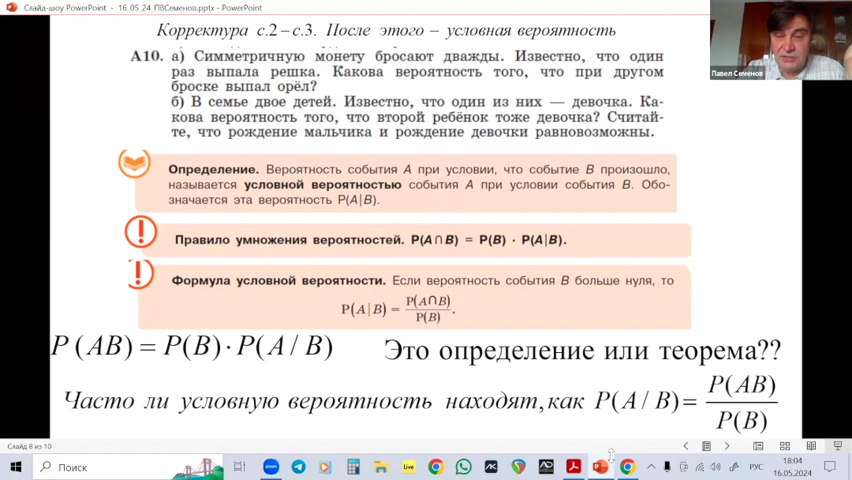 Слайд-шоу PowerPoint - 16_05_24_ПВСеменов.pptx - PowerPoint
Корректура с.2 – с.3. После этого – условная вероятность
Павел Семенов
А10. а) Симметричную монету бросают дважды. Известно, что один
раз выпала решка. Какова вероятность того, что при другом
броске выпал орёл?
б) В семье двое детей. Известно, что один из них — девочка. Ка-
кова вероятность того, что второй ребёнок тоже девочка? Считай-
те, что рождение мальчика и рождение девочки равновозможны.
Определение. Вероятность события A при условии, что событие B произошло,
называется условной вероятностью события A при условии события B. Обо-
значается эта вероятность P(A|B).
Правило умножения вероятностей. P(A∩B) = P(B) · P(A|B).
Формула условной вероятности. Если вероятность события B больше нуля, то
P(A|B) = P(A∩B) / P(B).
P(AB) = P(B) · P(A / B) Это определение или теорема??
Часто ли условную вероятность находят, как P(A / B) = P(AB) / P(B)
Слайд 8 из 10
Поиск
Live
РУС
18:04
16.05.2024